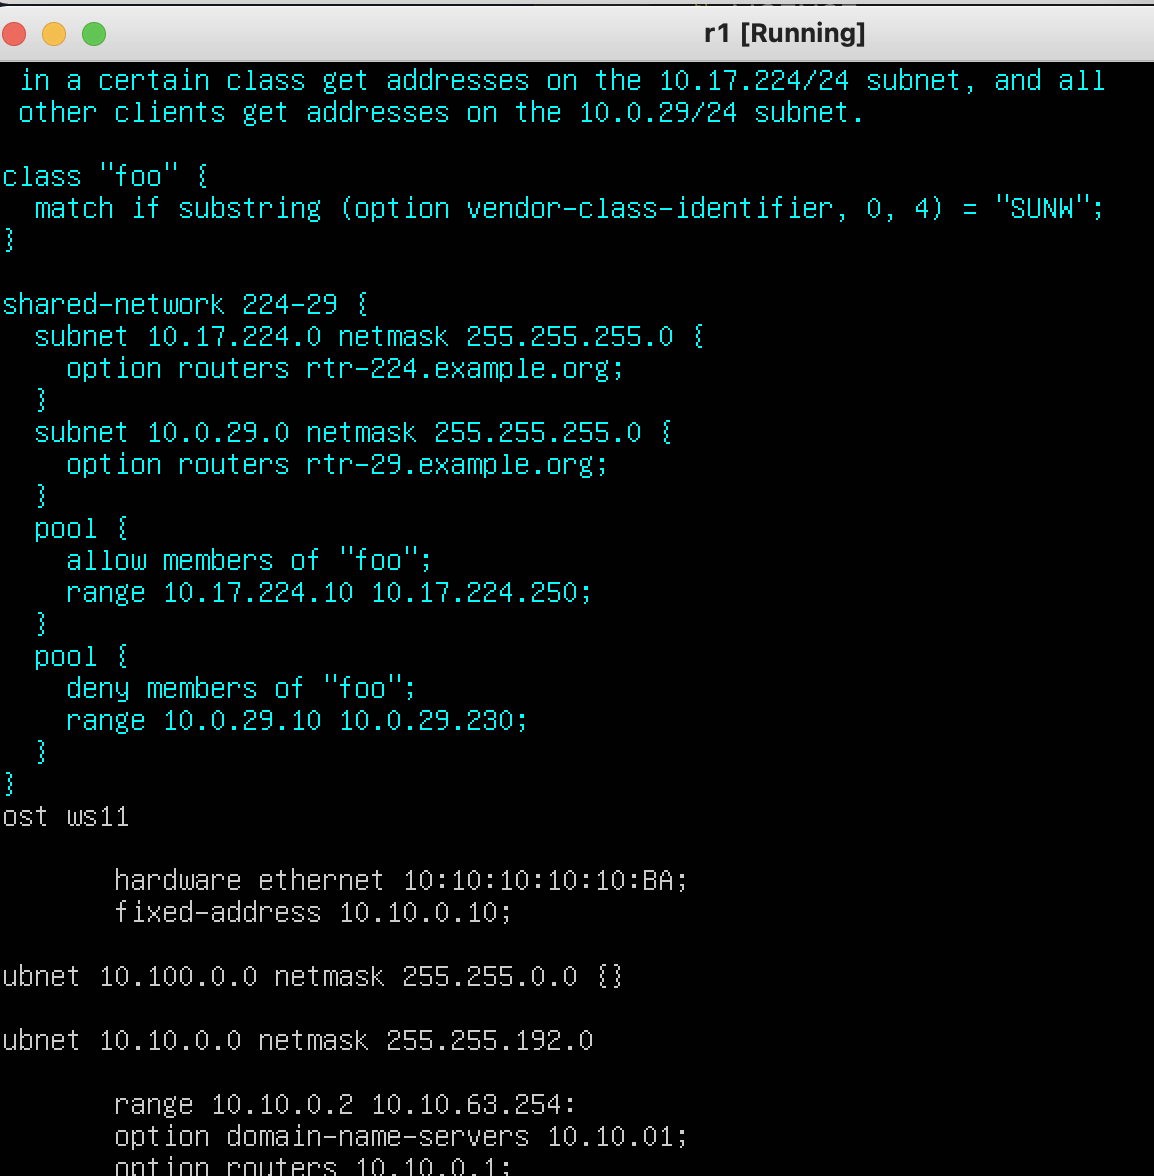 r1 [Running]
in a certain class get addresses on the 10.17.224/24 subnet, and all
other clients get addresses on the 10.0.29/24 subnet.
class "foo" {
match if substring (option vendor-class-identifier, 0, 4) = "SUNW";
}
shared-network 224-29 {
subnet 10.17.224.0 netmask 255.255.255.0 {
option routers rtr-224.example.org;
}
subnet 10.0.29.0 netmask 255.255.255.0 {
option routers rtr-29.example.org;
}
pool {
allow members of "foo";
range 10.17.224.10 10.17.224.250;
}
pool {
deny members of "foo";
range 10.0.29.10 10.0.29.230;
}
}
ost ws11
hardware ethernet 10:10:10:10:10:BA;
fixed-address 10.10.0.10;
ubnet 10.100.0.0 netmask 255.255.0.0 {}
ubnet 10.10.0.0 netmask 255.255.192.0
range 10.10.0.2 10.10.63.254:
option domain-name-servers 10.10.01;
option routers 10.10.0.1;